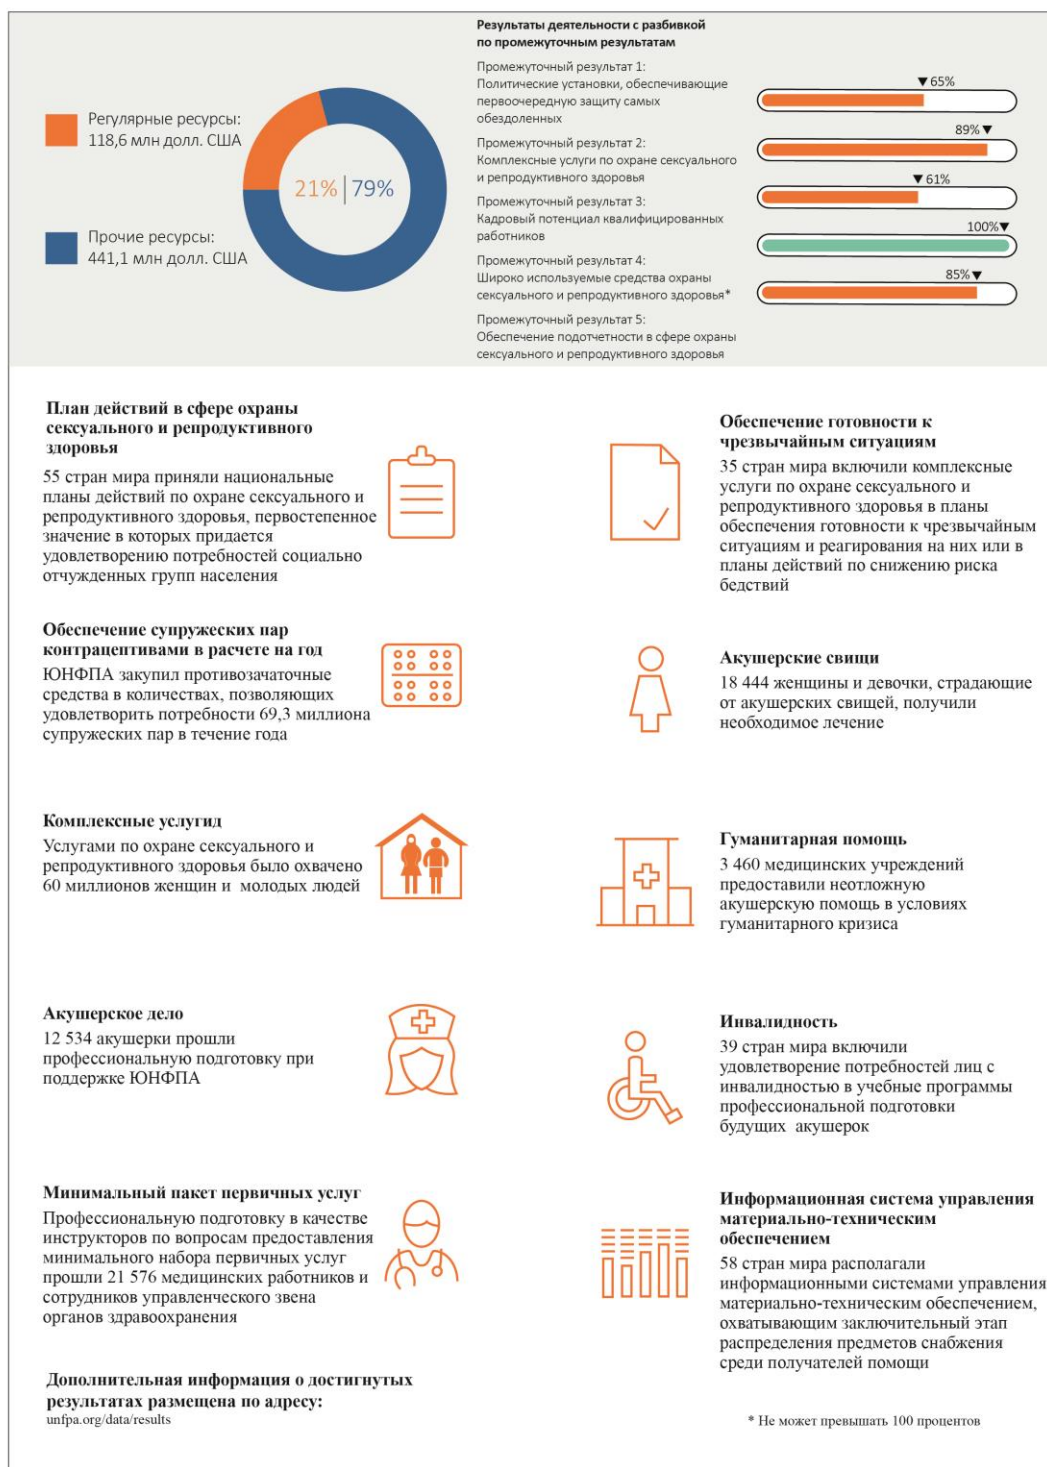 Регулярные ресурсы:
118,6 млн долл. США
Прочие ресурсы:
441,1 млн долл. США
21% | 79%
Результаты деятельности с разбивкой
по промежуточным результатам
Промежуточный результат 1:
Политические установки, обеспечивающие
первоочередную защиту самых
обездоленных
Промежуточный результат 2:
Комплексные услуги по охране сексуального
и репродуктивного здоровья
Промежуточный результат 3:
Кадровый потенциал квалифицированных
работников
Промежуточный результат 4:
Широко используемые средства охраны
сексуального и репродуктивного здоровья*
Промежуточный результат 5:
Обеспечение подотчетности в сфере охраны
сексуального и репродуктивного здоровья
▼65%
89%▼
▼61%
100%▼
85%▼
План действий в сфере охраны
сексуального и репродуктивного
здоровья
55 стран мира приняли национальные
планы действий по охране сексуального и
репродуктивного здоровья, первостепенное
значение в которых придается
удовлетворению потребностей социально
отчужденных групп населения
Обеспечение готовности к
чрезвычайным ситуациям
35 стран мира включили комплексные
услуги по охране сексуального и
репродуктивного здоровья в планы
обеспечения готовности к чрезвычайным
ситуациям и реагирования на них или в
планы действий по снижению риска
бедствий
Обеспечение супружеских пар
контрацептивами в расчете на год
ЮНФПА закупил противозачаточные
средства в количествах, позволяющих
удовлетворить потребности 69,3 миллиона
супружеских пар в течение года
Акушерские свищи
18 444 женщины и девочки, страдающие
от акушерских свищей, получили
необходимое лечение
Комплексные услугид
Услугами по охране сексуального и
репродуктивного здоровья было охвачено
60 миллионов женщин и молодых людей
Гуманитарная помощь
3 460 медицинских учреждений
предоставили неотложную
акушерскую помощь в условиях
гуманитарного кризиса
Акушерское дело
12 534 акушерки прошли
профессиональную подготовку при
поддержке ЮНФПА
Инвалидность
39 стран мира включили
удовлетворение потребностей лиц с
инвалидностью в учебные программы
профессиональной подготовки
будущих акушерок
Минимальный пакет первичных услуг
Профессиональную подготовку в качестве
инструкторов по вопросам предоставления
минимального набора первичных услуг
прошли 21 576 медицинских работников и
сотрудников управленческого звена
органов здравоохранения
Информационная система управления
материально-техническим
обеспечением
58 стран мира располагали
информационными системами управления
материально-техническим обеспечением,
охватывающим заключительный этап
распределения предметов снабжения
среди получателей помощи
Дополнительная информация о достигнутых
результатах размещена по адресу:
unfpa.org/data/results
* Не может превышать 100 процентов